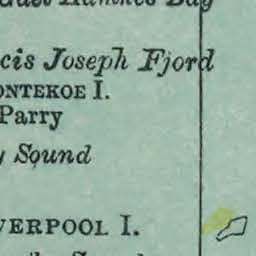 cis Joseph Fjord
ONTEKOE I.
Parry
y Sound
VERPOOL I.